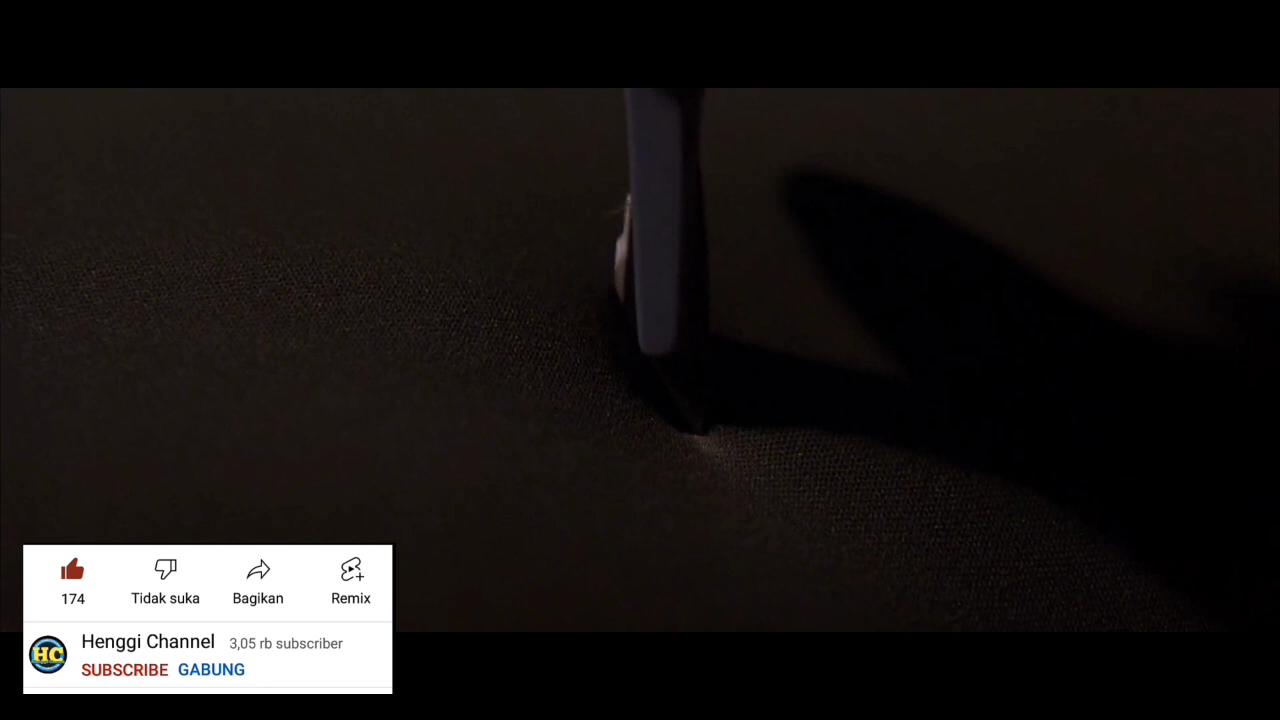 174
Tidak suka
Bagikan
Remix
HC
Henggi Channel 3,05 rb subscriber
SUBSCRIBE GABUNG